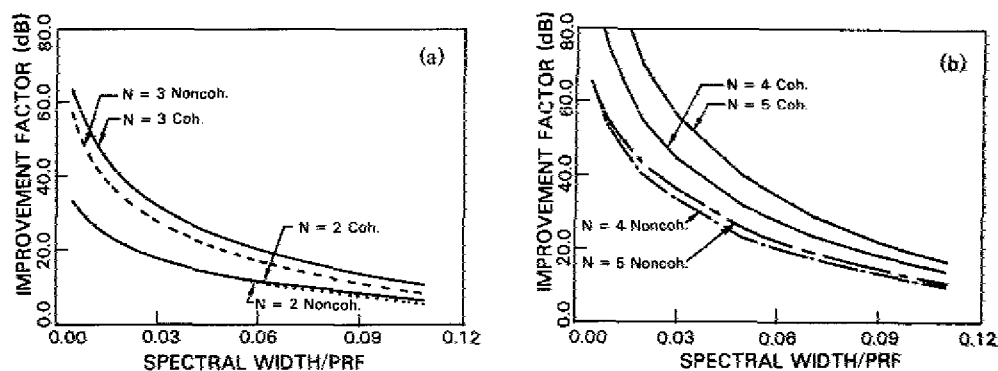 (a)
IMPROVEMENT FACTOR (dB)
80.0
60.0
40.0
20.0
0.0
N = 3 Noncoh.
N = 3 Coh.
N = 2 Coh.
N = 2 Noncoh.
0.00 0.03 0.06 0.09 0.12
SPECTRAL WIDTH/PRF
(b)
IMPROVEMENT FACTOR (dB)
80.0
60.0
40.0
20.0
0.0
N = 4 Coh.
N = 5 Coh.
N = 4 Noncoh.
N = 5 Noncoh.
0.00 0.03 0.06 0.09 0.12
SPECTRAL WIDTH/PRF